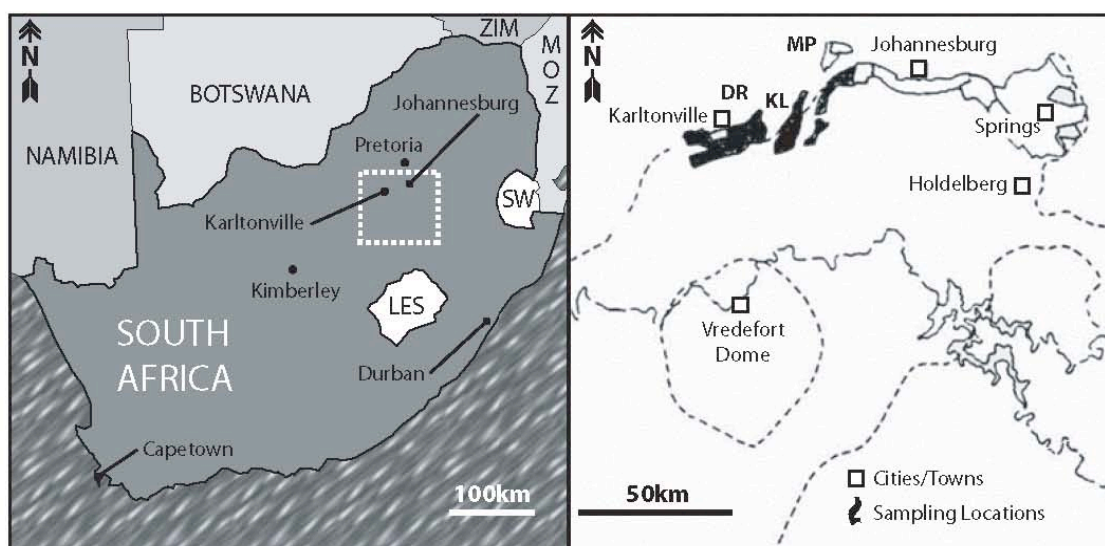 N
ZIM
MOZ
BOTSWANA
Johannesburg
NAMIBIA
Pretoria
SW
Karltonville
Kimberley
LES
SOUTH
AFRICA
Durban
Capetown
100km
N
MP
Johannesburg
DR
KL
Karltonville
Springs
Holdelberg
Vredefort
Dome
Cities/Towns
50km
Sampling Locations